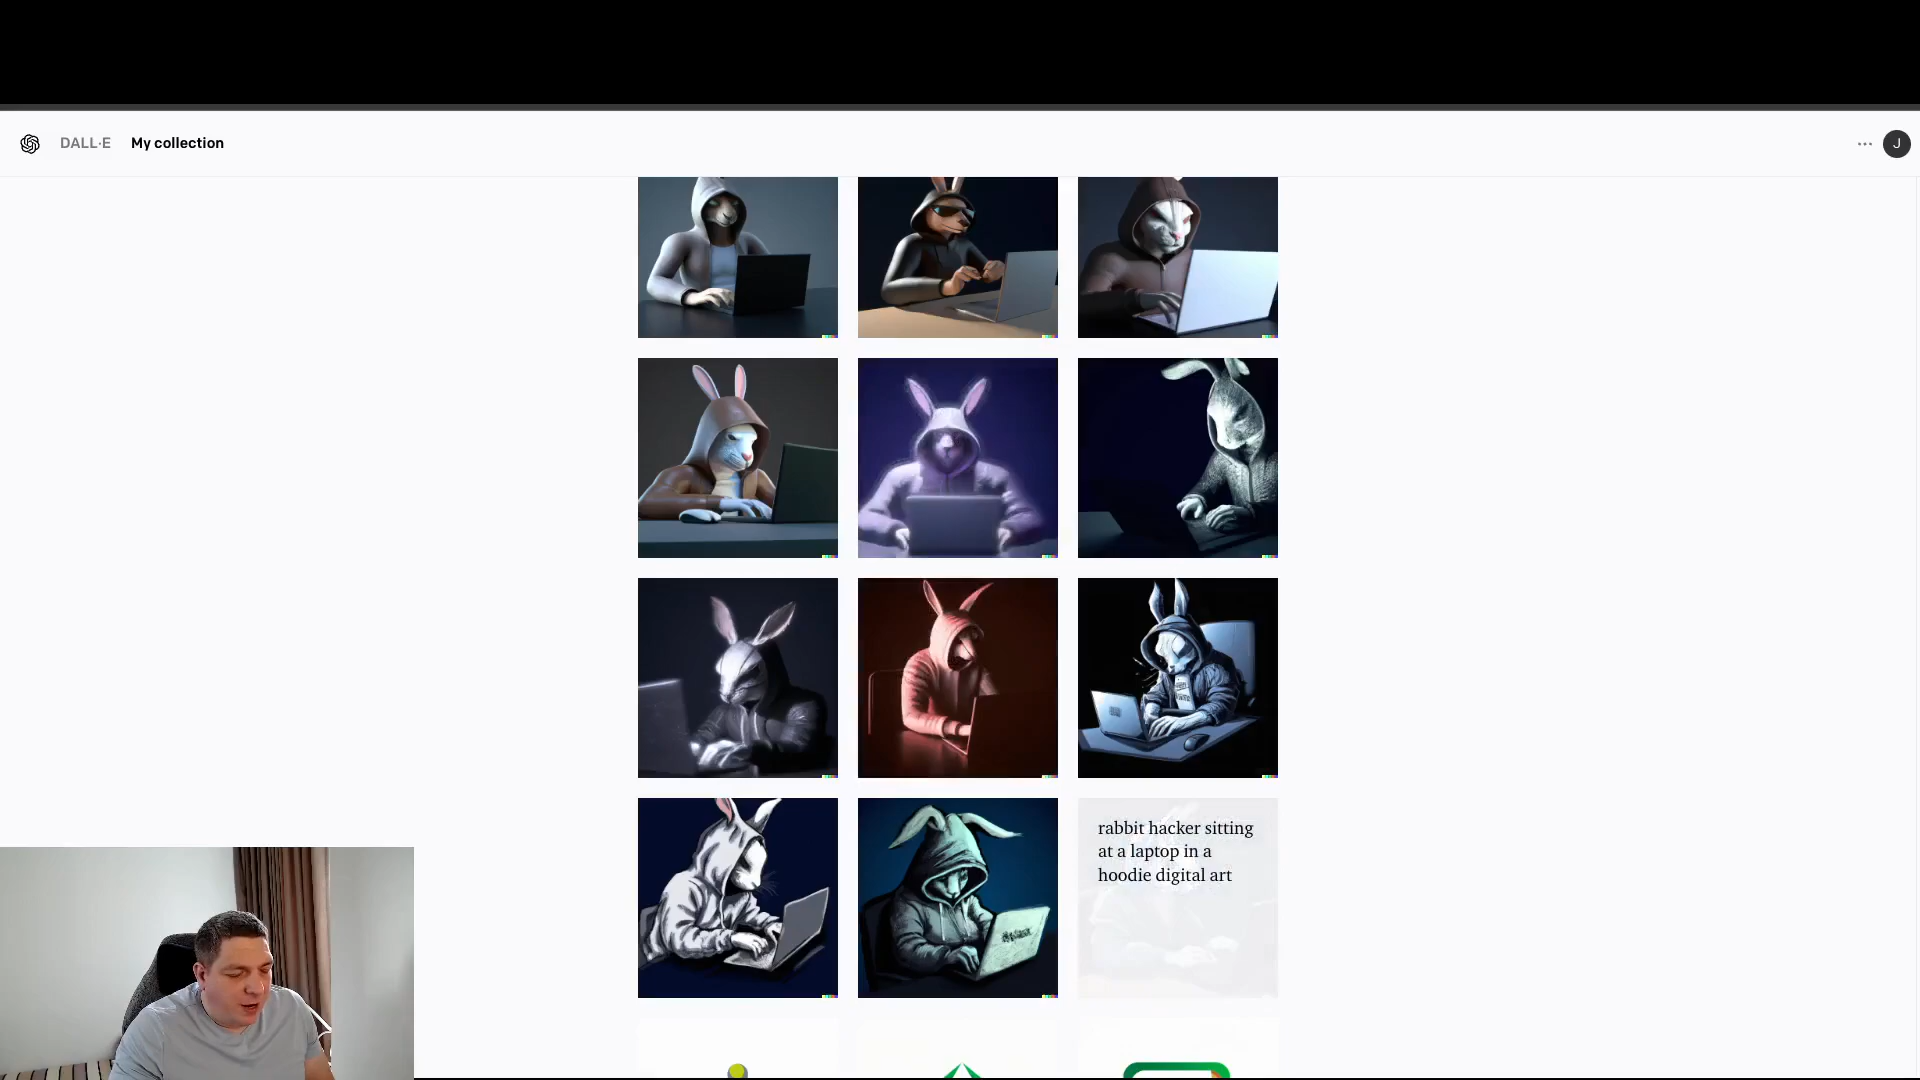 DALL·E My collection
J
rabbit hacker sitting
at a laptop in a
hoodie digital art